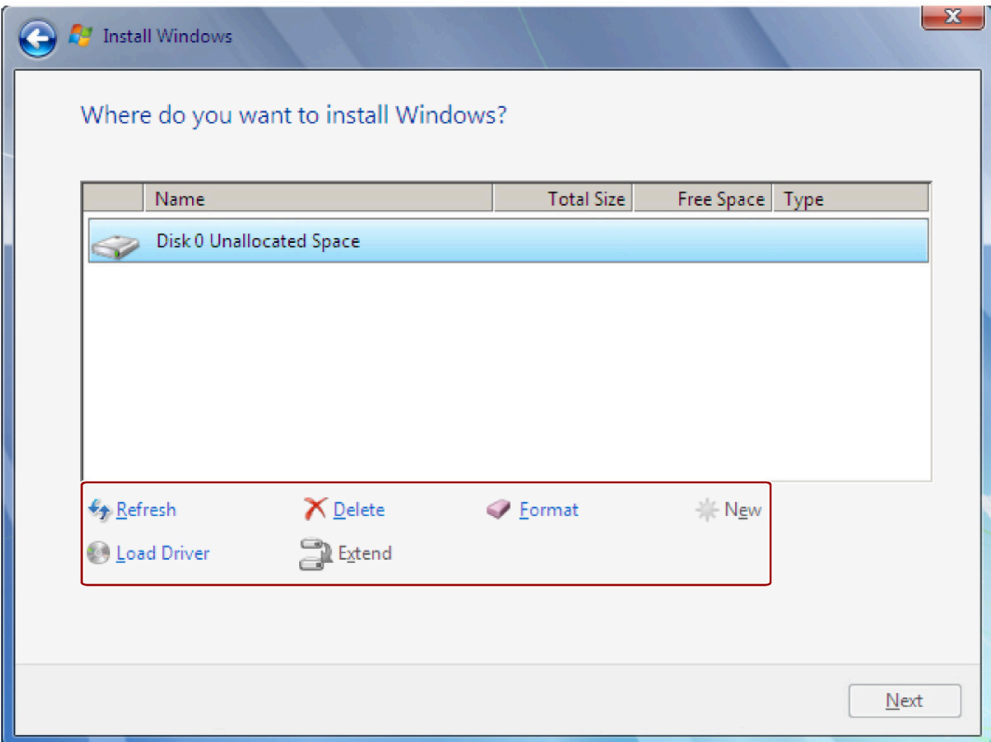 Install Windows
Where do you want to install Windows?
Name Total Size Free Space Type
Disk 0 Unallocated Space
Refresh Delete Format New
Load Driver Extend
Next